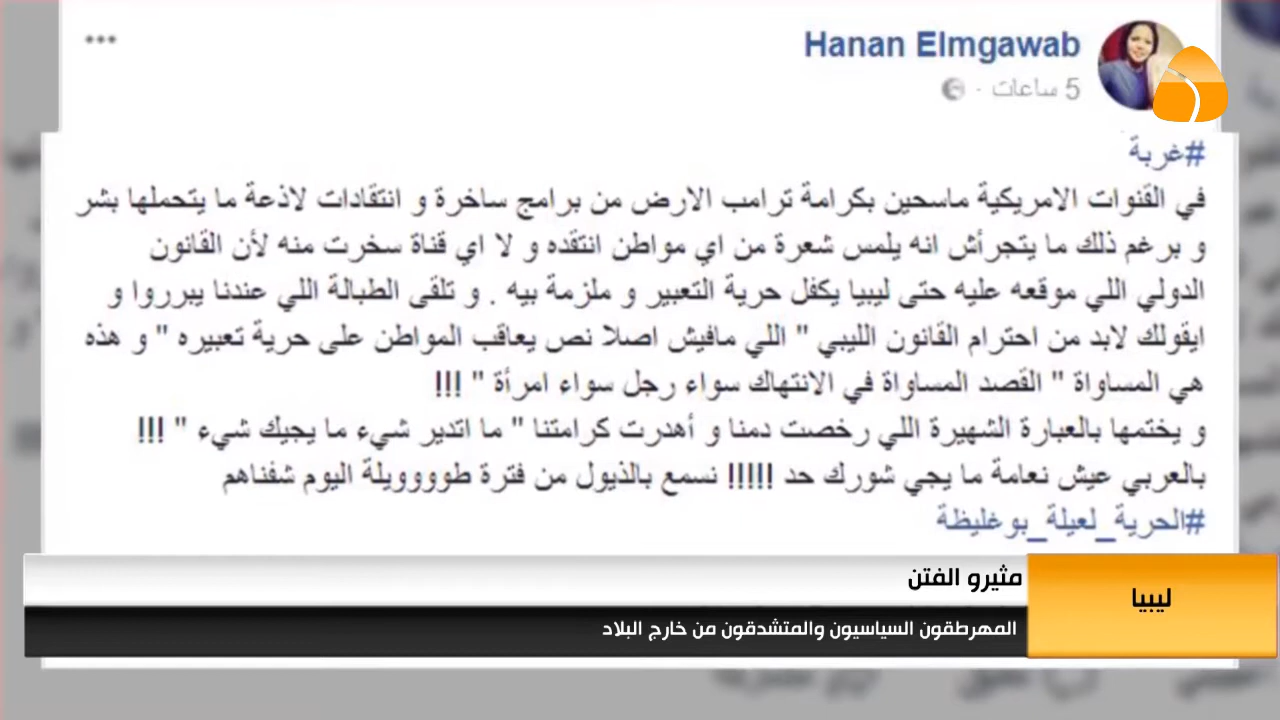 Hanan Elmgawab
5 ساعات ·
#غربة
في القنوات الامريكية ماسحين بكرامة ترامب الارض من برامج ساخرة و انتقادات لاذعة ما يتحملها بشر
و برغم ذلك ما يتجرأش انه يلمس شعرة من اي مواطن انتقده و لا اي قناة سخرت منه لأن القانون
الدولي اللي موقعه عليه حتى ليبيا يكفل حرية التعبير و ملزمة بيه . و تلقى الطبالة اللي عندنا يبرروا و
ايقولك لابد من احترام القانون الليبي " اللي مافيش اصلا نص يعاقب المواطن على حرية تعبيره " و هذه
هي المساواة " القصد المساواة في الانتهاك سواء رجل سواء امرأة " !!!
و يختمها بالعبارة الشهيرة اللي رخصت دمنا و أهدرت كرامتنا " ما اتدير شيء ما يجيك شيء " !!!
بالعربي عيش نعامة ما يجي شورك حد !!!!! نسمع بالذيول من فترة طوووويلة اليوم شفناهم
#الحرية_لعيلة_بوغليظة
مثيرو الفتن
ليبيا
المهرطقون السياسيون والمتشدقون من خارج البلاد